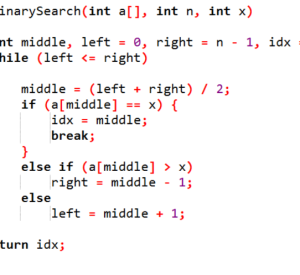 inarySearch(int a[], int n, int x)
nt middle, left = 0, right = n - 1, idx =
hile (left <= right)
middle = (left + right) / 2;
if (a[middle] == x) {
idx = middle;
break;
}
else if (a[middle] > x)
right = middle - 1;
else
left = middle + 1;
turn idx;